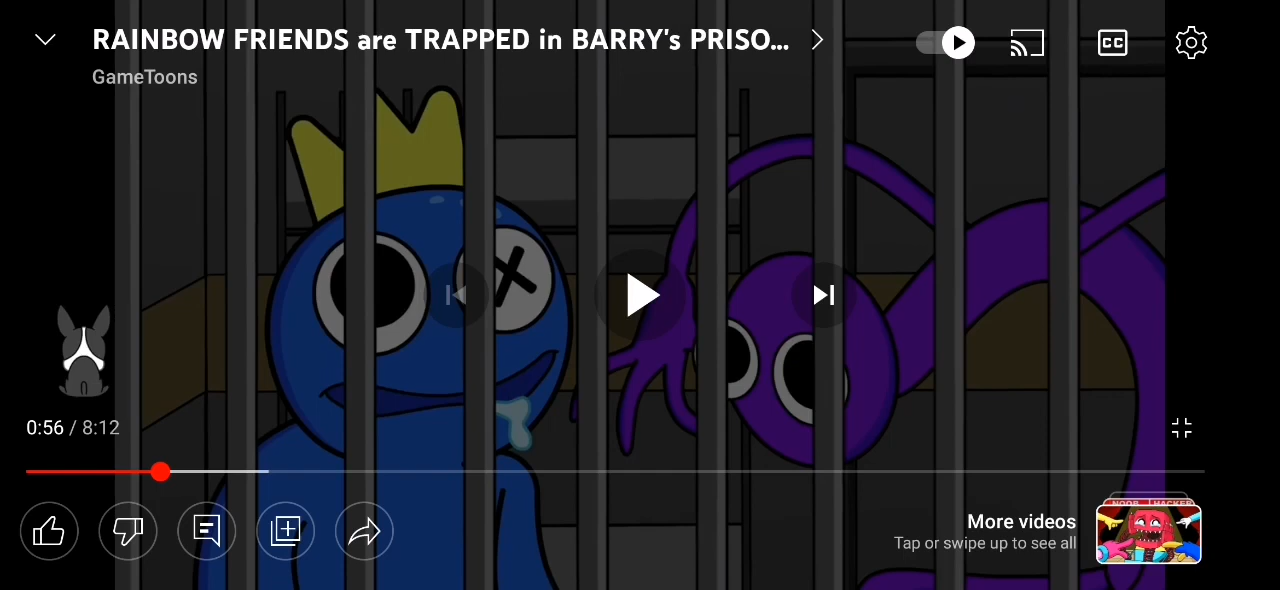 RAINBOW FRIENDS are TRAPPED in BARRY's PRISO...
GameToons
CC
0:56 / 8:12
More videos
Tap or swipe up to see all
NOOB HACKER